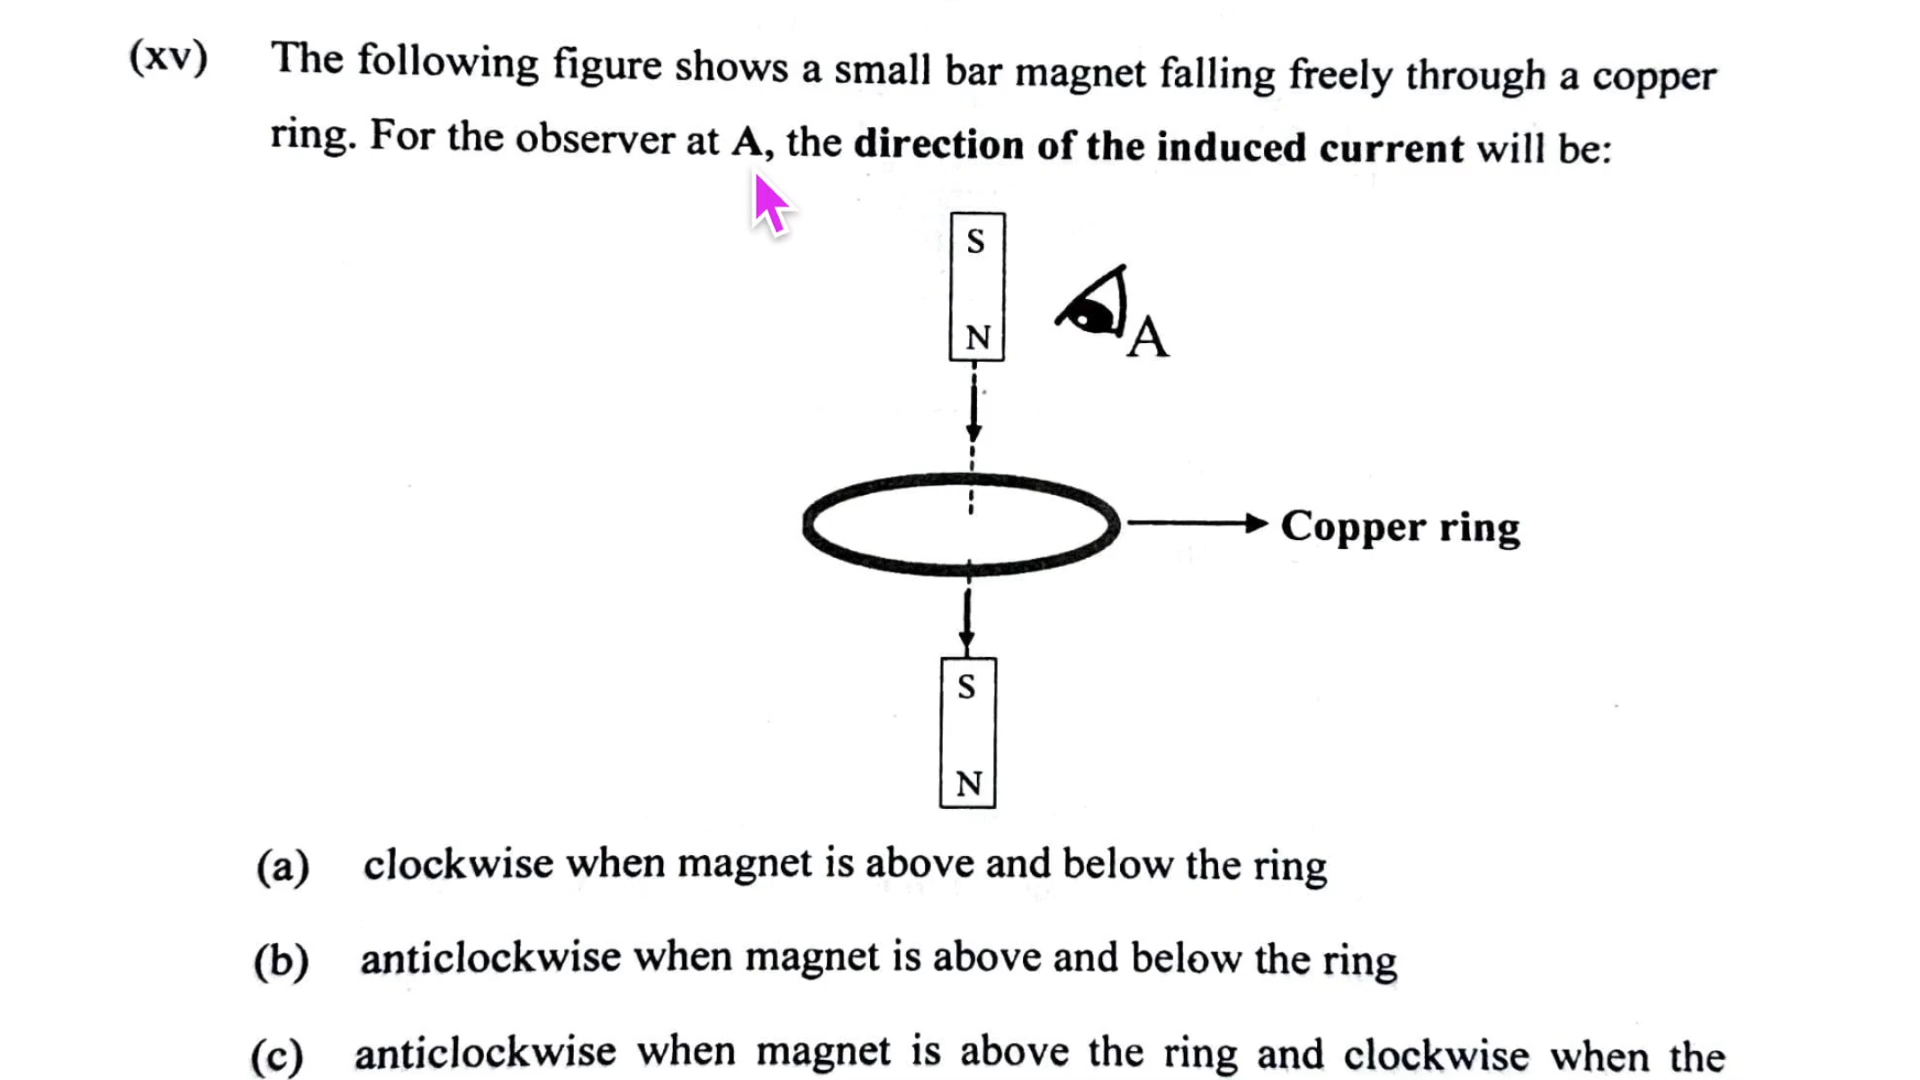 (xv) The following figure shows a small bar magnet falling freely through a copper
ring. For the observer at A, the direction of the induced current will be:
S
N
A
Copper ring
S
N
(a) clockwise when magnet is above and below the ring
(b) anticlockwise when magnet is above and below the ring
(c) anticlockwise when magnet is above the ring and clockwise when the